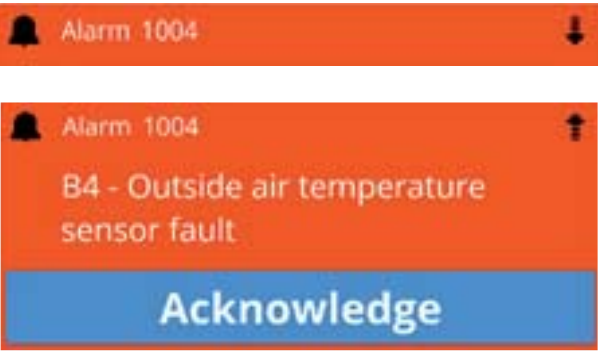 Alarm 1004
Alarm 1004
B4 - Outside air temperature
sensor fault
Acknowledge